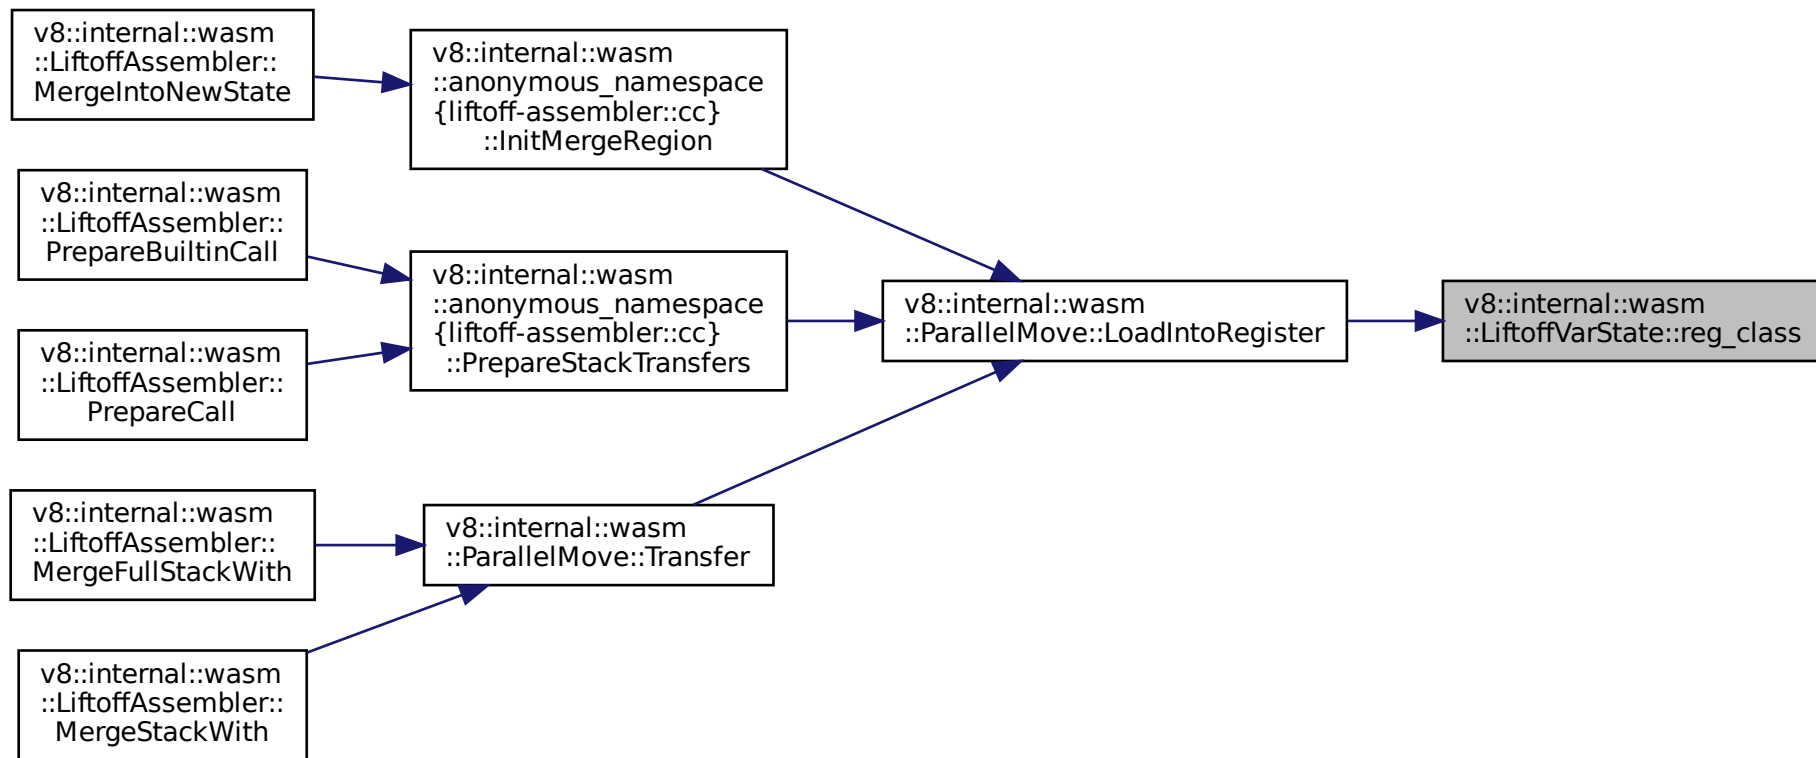 v8::internal::wasm
::LiftoffAssembler::
MergeIntoNewState
v8::internal::wasm
::LiftoffAssembler::
PrepareBuiltinCall
v8::internal::wasm
::LiftoffAssembler::
PrepareCall
v8::internal::wasm
::LiftoffAssembler::
MergeFullStackWith
v8::internal::wasm
::LiftoffAssembler::
MergeStackWith
v8::internal::wasm
::anonymous_namespace
{liftoff-assembler::cc}
::InitMergeRegion
v8::internal::wasm
::anonymous_namespace
{liftoff-assembler::cc}
::PrepareStackTransfers
v8::internal::wasm
::ParallelMove::Transfer
v8::internal::wasm
::ParallelMove::LoadIntoRegister
v8::internal::wasm
::LiftoffVarState::reg_class